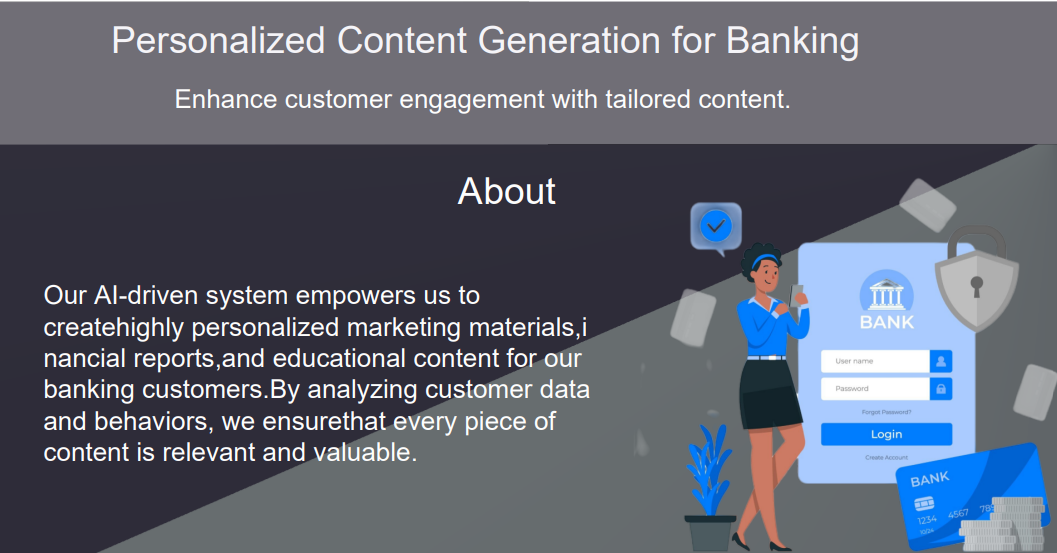 Personalized Content Generation for Banking
Enhance customer engagement with tailored content.
About
Our AI-driven system empowers us to
createhighly personalized marketing materials,i
nancial reports,and educational content for our
banking customers.By analyzing customer data
and behaviors, we ensurethat every piece of
content is relevant and valuable.
BANK
User name
Password
Forgot Password?
Login
Create Account
BANK
1234 4567 789